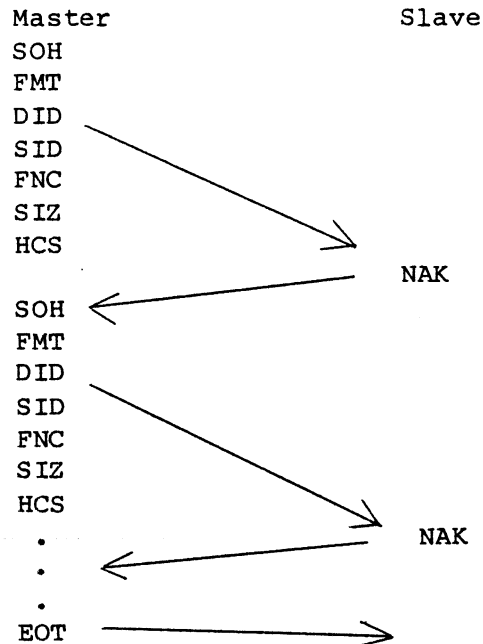 Master Slave
SOH
FMT
DID
SID
FNC
SIZ
HCS
NAK
SOH
FMT
DID
SID
FNC
SIZ
HCS
. NAK
.
.
EOT